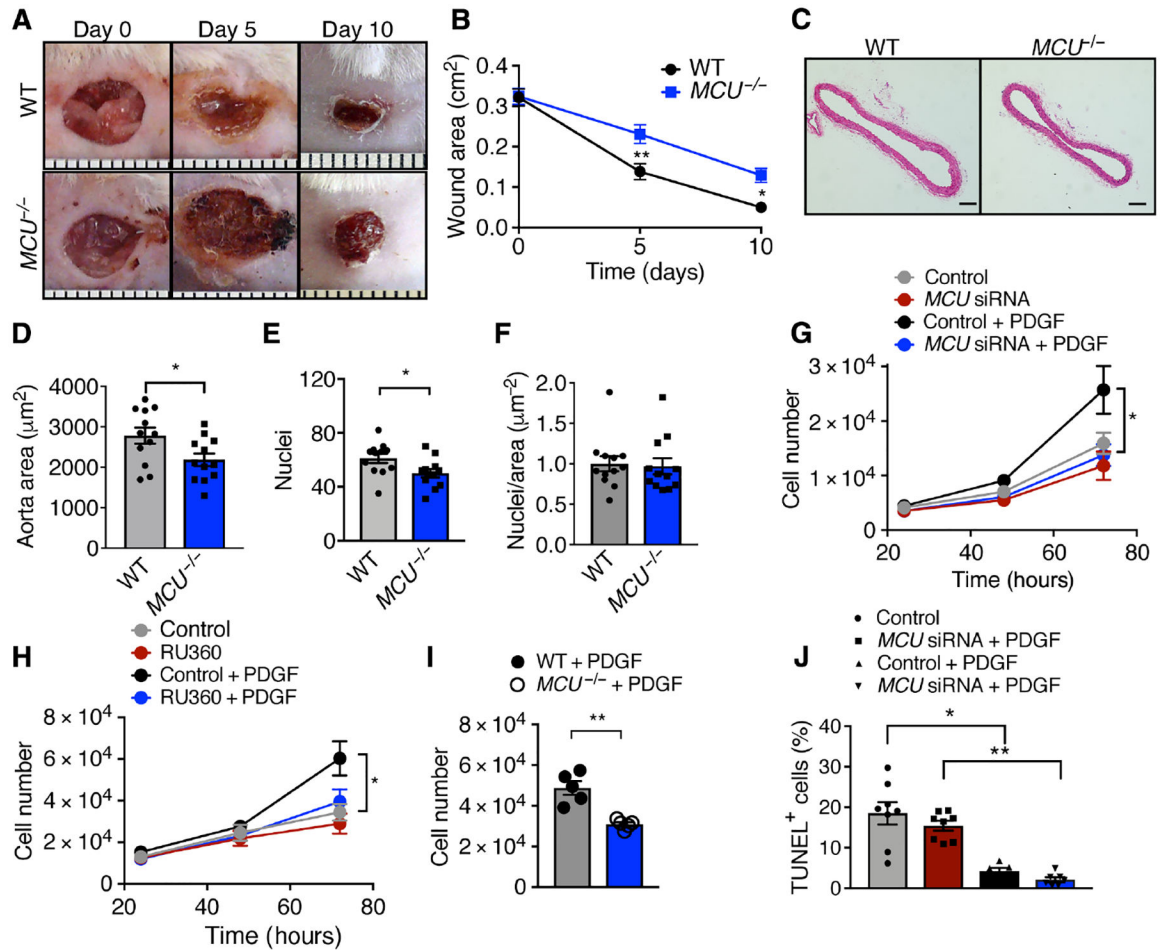 A
Day 0
Day 5
Day 10
WT
MCU–/–
B
Wound area (cm2)
0.4
0.3
0.2
0.1
0.0
0
5
10
Time (days)
WT
MCU–/–
**
*
C
WT
MCU–/–
D
Aorta area (μm2)
4000
3000
2000
1000
0
*
WT
MCU–/–
E
Nuclei
120
80
40
0
*
WT
MCU–/–
F
Nuclei/area (μm–2)
2.0
1.5
1.0
0.5
0.0
WT
MCU–/–
G
Control
MCU siRNA
Control + PDGF
MCU siRNA + PDGF
Cell number
3 × 104
2 × 104
1 × 104
0
20
40
60
80
Time (hours)
*
H
Control
RU360
Control + PDGF
RU360 + PDGF
Cell number
8 × 104
6 × 104
4 × 104
2 × 104
0
20
40
60
80
Time (hours)
*
I
WT + PDGF
MCU–/– + PDGF
Cell number
8 × 104
6 × 104
4 × 104
2 × 104
0
**
J
Control
MCU siRNA + PDGF
Control + PDGF
MCU siRNA + PDGF
TUNEL+ cells (%)
40
30
20
10
0
*
**